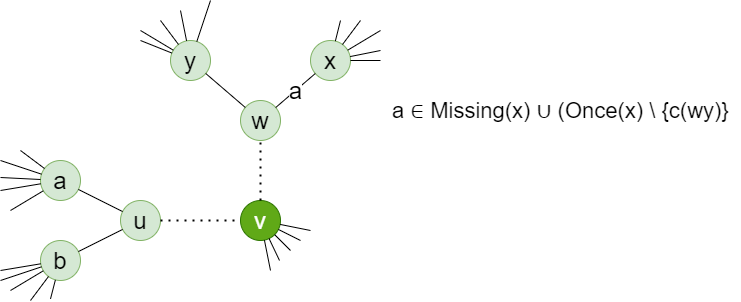 y
x
a
w
a ∈ Missing(x) ∪ (Once(x) \ {c(wy)}
a
u
v
b